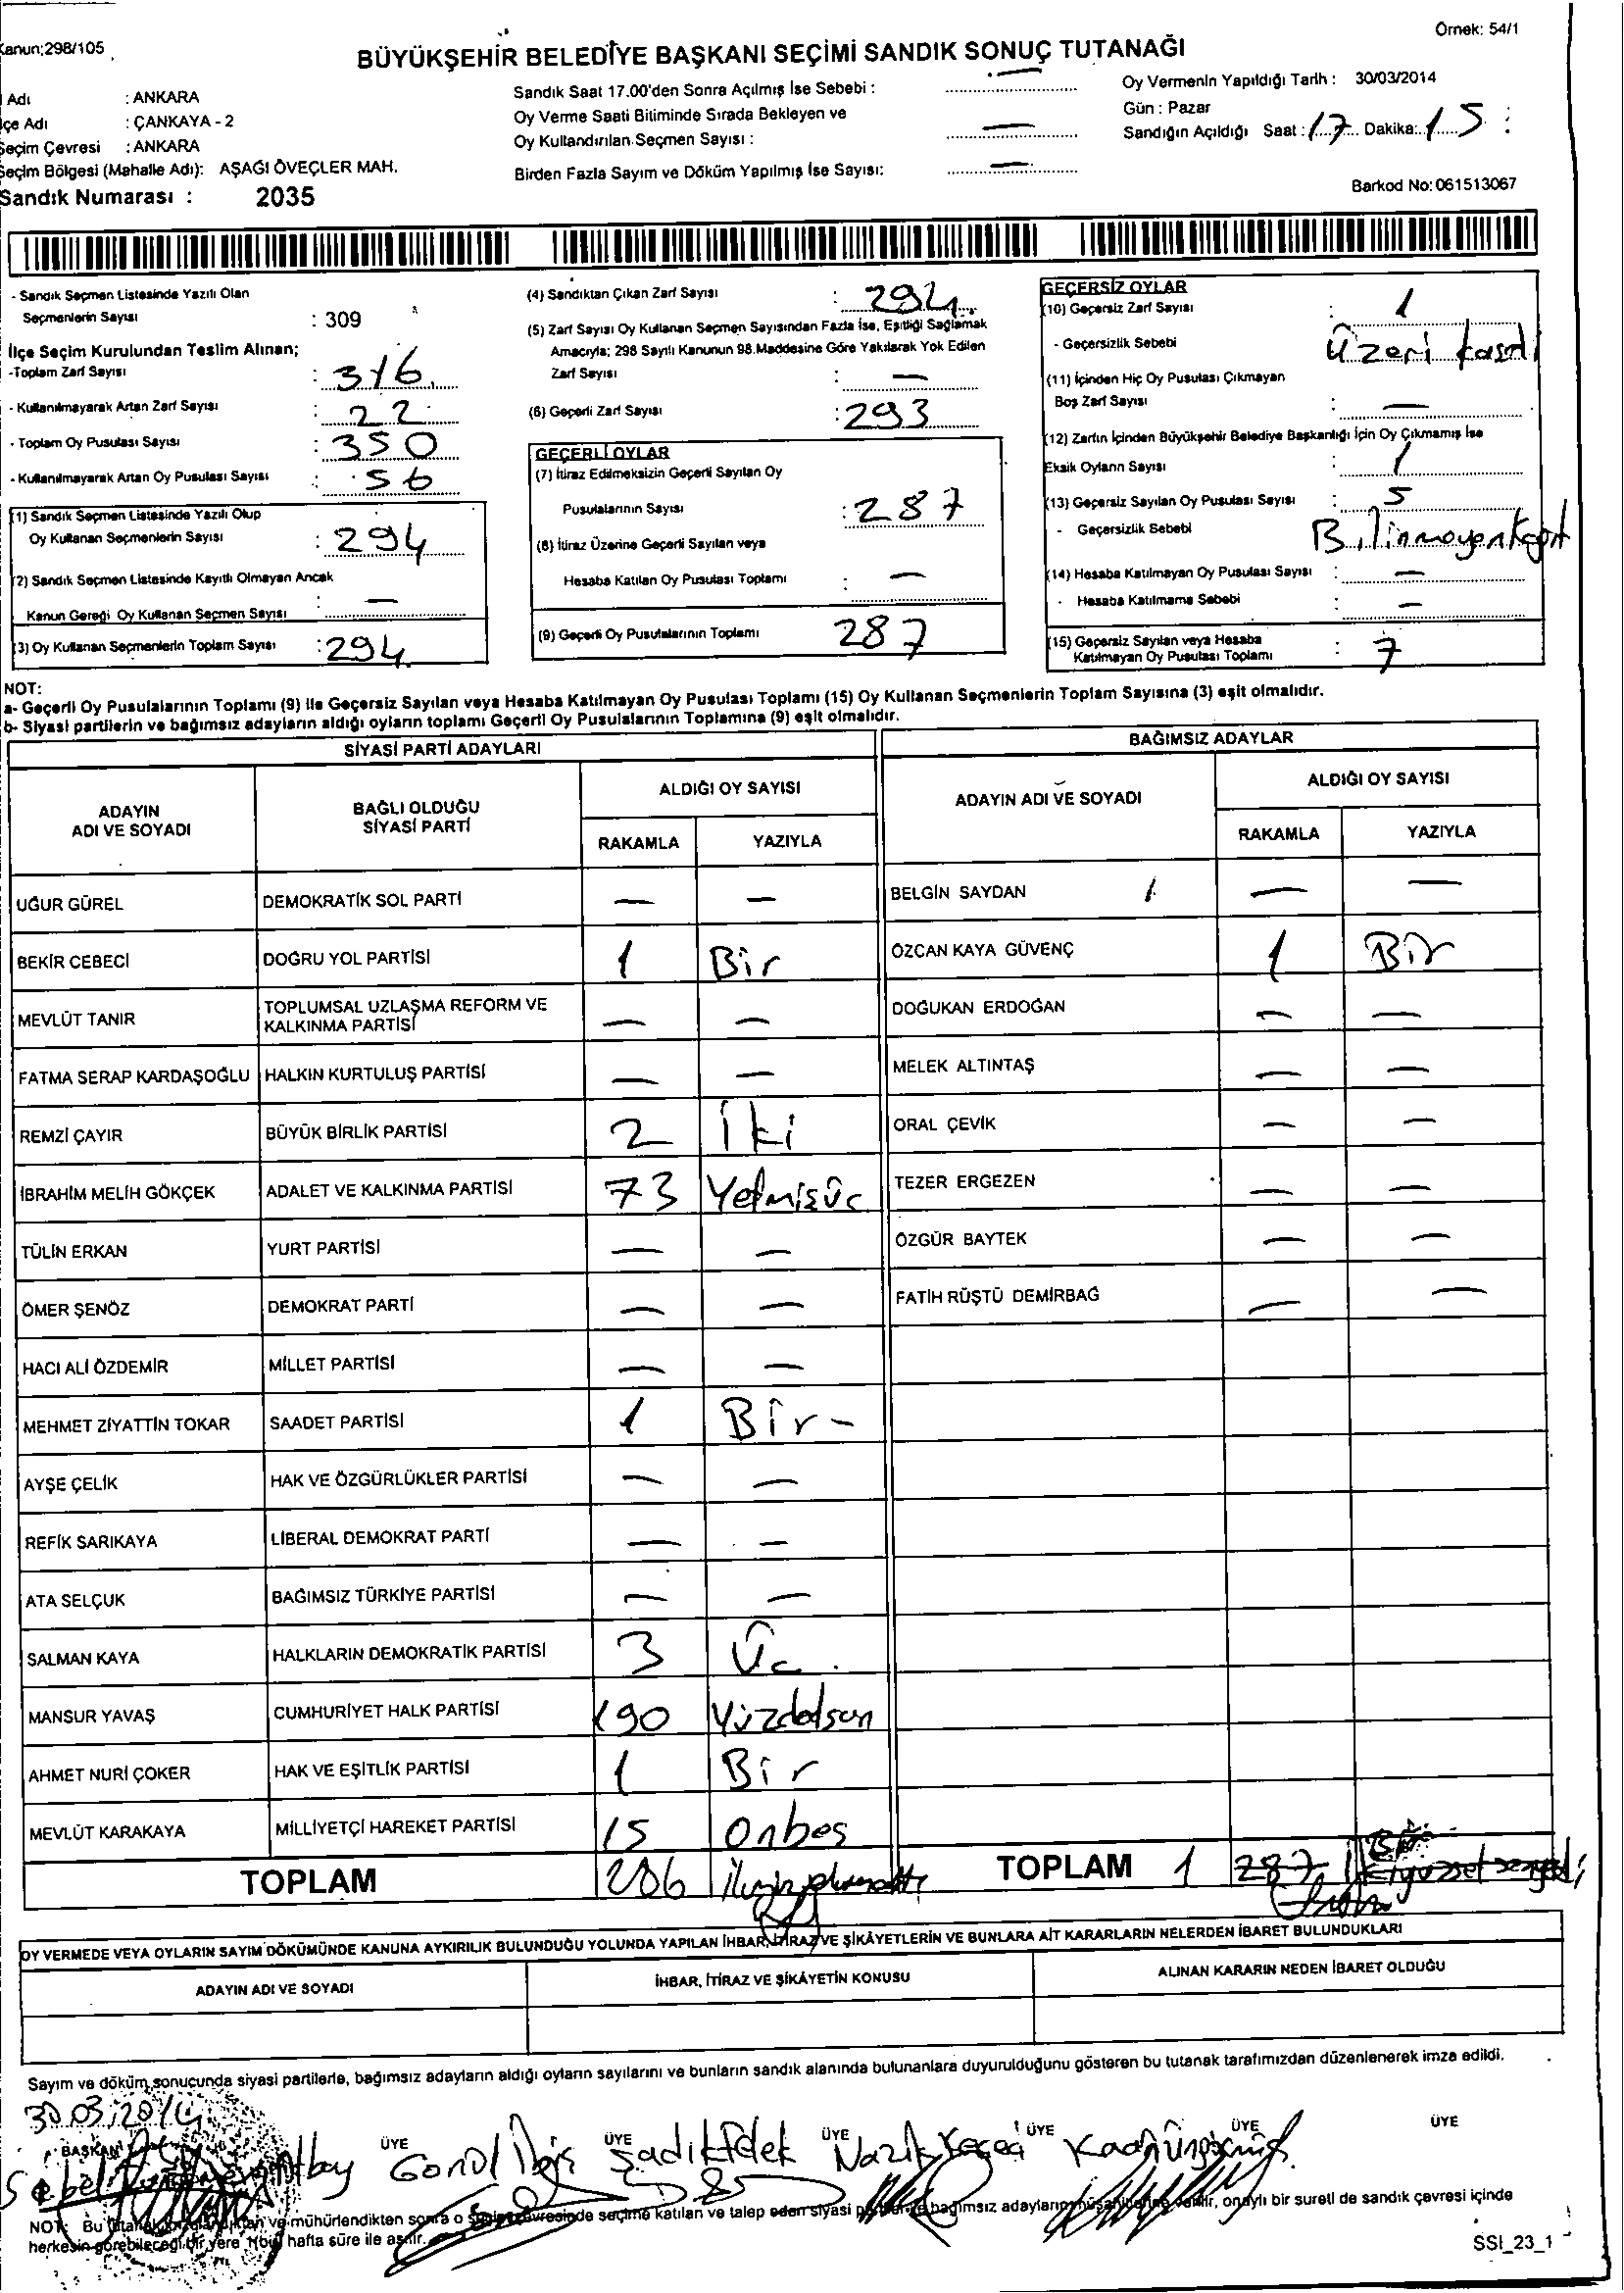 Örnek: 54/1
Kanun;298/105
BÜYÜKŞEHİR BELEDİYE BAŞKANI SEÇİMİ SANDIK SONUÇ TUTANAĞI
Adı : ANKARA
çe Adı : ÇANKAYA - 2
Seçim Çevresi : ANKARA
Seçim Bölgesi (Mahalle Adı): AŞAĞI ÖVEÇLER MAH.
Sandık Numarası : 2035
Sandık Saat 17.00'den Sonra Açılmış İse Sebebi : —
Oy Verme Saati Bitiminde Sırada Bekleyen ve
Oy Kullandırılan Seçmen Sayısı : —
Birden Fazla Sayım ve Döküm Yapılmış İse Sayısı: —
Oy Vermenin Yapıldığı Tarih : 30/03/2014
Gün : Pazar
Sandığın Açıldığı Saat : 17 Dakika: 15
Barkod No: 061513067
- Sandık Seçmen Listesinde Yazılı Olan
Seçmenlerin Sayısı : 309
İlçe Seçim Kurulundan Teslim Alınan;
-Toplam Zarf Sayısı : 316
- Kullanılmayarak Artan Zarf Sayısı : 22
- Toplam Oy Pusulası Sayısı : 350
- Kullanılmayarak Artan Oy Pusulası Sayısı : 56
(1) Sandık Seçmen Listesinde Yazılı Olup
Oy Kullanan Seçmenlerin Sayısı : 294
(2) Sandık Seçmen Listesinde Kayıtlı Olmayan Ancak
Kanun Gereği Oy Kullanan Seçmen Sayısı : —
(3) Oy Kullanan Seçmenlerin Toplam Sayısı : 294
(4) Sandıktan Çıkan Zarf Sayısı : 294
(5) Zarf Sayısı Oy Kullanan Seçmen Sayısından Fazla İse, Eşitliği Sağlamak
Amacıyla; 298 Sayılı Kanunun 98.Maddesine Göre Yakılarak Yok Edilen
Zarf Sayısı : —
(6) Geçerli Zarf Sayısı : 293
GEÇERLİ OYLAR
(7) İtiraz Edilmeksizin Geçerli Sayılan Oy
Pusulalarının Sayısı : 287
(8) İtiraz Üzerine Geçerli Sayılan veya
Hesaba Katılan Oy Pusulası Toplamı : —
(9) Geçerli Oy Pusulalarının Toplamı 287
GEÇERSİZ OYLAR
(10) Geçersiz Zarf Sayısı : 1
- Geçersizlik Sebebi Üzeri
(11) İçinden Hiç Oy Pusulası Çıkmayan
Boş Zarf Sayısı : —
(12) Zarfın İçinden Büyükşehir Belediye Başkanlığı İçin Oy Çıkmamış İse
Eksik Oyların Sayısı : 1
(13) Geçersiz Sayılan Oy Pusulası Sayısı : 5
- Geçersizlik Sebebi
(14) Hesaba Katılmayan Oy Pusulası Sayısı : —
- Hesaba Katılmama Sebebi : —
(15) Geçersiz Sayılan veya Hesaba
Katılmayan Oy Pusulası Toplamı : 7
NOT:
a- Geçerli Oy Pusulalarının Toplamı (9) ile Geçersiz Sayılan veya Hesaba Katılmayan Oy Pusulası Toplamı (15) Oy Kullanan Seçmenlerin Toplam Sayısına (3) eşit olmalıdır.
b- Siyasi partilerin ve bağımsız adayların aldığı oyların toplamı Geçerli Oy Pusulalarının Toplamına (9) eşit olmalıdır.
SİYASİ PARTİ ADAYLARI
ADAYIN ADI VE SOYADI BAĞLI OLDUĞU SİYASİ PARTİ ALDIĞI OY SAYISI
RAKAMLA YAZIYLA
UĞUR GÜREL DEMOKRATİK SOL PARTİ — —
BEKİR CEBECİ DOĞRU YOL PARTİSİ 1 Bir
MEVLÜT TANIR TOPLUMSAL UZLAŞMA REFORM VE KALKINMA PARTİSİ — —
FATMA SERAP KARDAŞOĞLU HALKIN KURTULUŞ PARTİSİ — —
REMZİ ÇAYIR BÜYÜK BİRLİK PARTİSİ 2 İki
İBRAHİM MELİH GÖKÇEK ADALET VE KALKINMA PARTİSİ 73 Yetmişüc
TÜLİN ERKAN YURT PARTİSİ — —
ÖMER ŞENÖZ DEMOKRAT PARTİ — —
HACI ALİ ÖZDEMİR MİLLET PARTİSİ — —
MEHMET ZİYATTİN TOKAR SAADET PARTİSİ 1 Bir -
AYŞE ÇELİK HAK VE ÖZGÜRLÜKLER PARTİSİ — —
REFİK SARIKAYA LİBERAL DEMOKRAT PARTİ — —
ATA SELÇUK BAĞIMSIZ TÜRKİYE PARTİSİ — —
SALMAN KAYA HALKLARIN DEMOKRATİK PARTİSİ 3 Üc
MANSUR YAVAŞ CUMHURİYET HALK PARTİSİ 190 Yüzdoksan
AHMET NURİ ÇOKER HAK VE EŞİTLİK PARTİSİ 1 Bir
MEVLÜT KARAKAYA MİLLİYETÇİ HAREKET PARTİSİ 15 Onbeş
TOPLAM 286
BAĞIMSIZ ADAYLAR
ADAYIN ADI VE SOYADI ALDIĞI OY SAYISI
RAKAMLA YAZIYLA
BELGİN SAYDAN — —
ÖZCAN KAYA GÜVENÇ 1 Bir
DOĞUKAN ERDOĞAN — —
MELEK ALTINTAŞ — —
ORAL ÇEVİK — —
TEZER ERGEZEN — —
ÖZGÜR BAYTEK — —
FATİH RÜŞTÜ DEMİRBAĞ — —
TOPLAM 1 287 Bir
OY VERMEDE VEYA OYLARIN SAYIM DÖKÜMÜNDE KANUNA AYKIRILIK BULUNDUĞU YOLUNDA YAPILAN İHBAR, İTİRAZ VE ŞİKÂYETLERİN VE BUNLARA AİT KARARLARIN NELERDEN İBARET BULUNDUKLARI
ADAYIN ADI VE SOYADI İHBAR, İTİRAZ VE ŞİKÂYETİN KONUSU ALINAN KARARIN NEDEN İBARET OLDUĞU
Sayım ve döküm sonucunda siyasi partilerle, bağımsız adayların aldığı oyların sayılarını ve bunların sandık alanında bulunanlara duyurulduğunu gösteren bu tutanak tarafımızdan düzenlenerek imza edildi.
30.03.2014
BAŞKAN ÜYE ÜYE ÜYE ÜYE ÜYE ÜYE
NOT: Bu mühürlendikten sonra o seçim çevresinde seçime katılan ve talep eden siyasi bağımsız adayların onaylı bir sureti de sandık çevresi içinde
herkesin görebileceği bir yere hafta süre ile asılır.
SSI_23_1